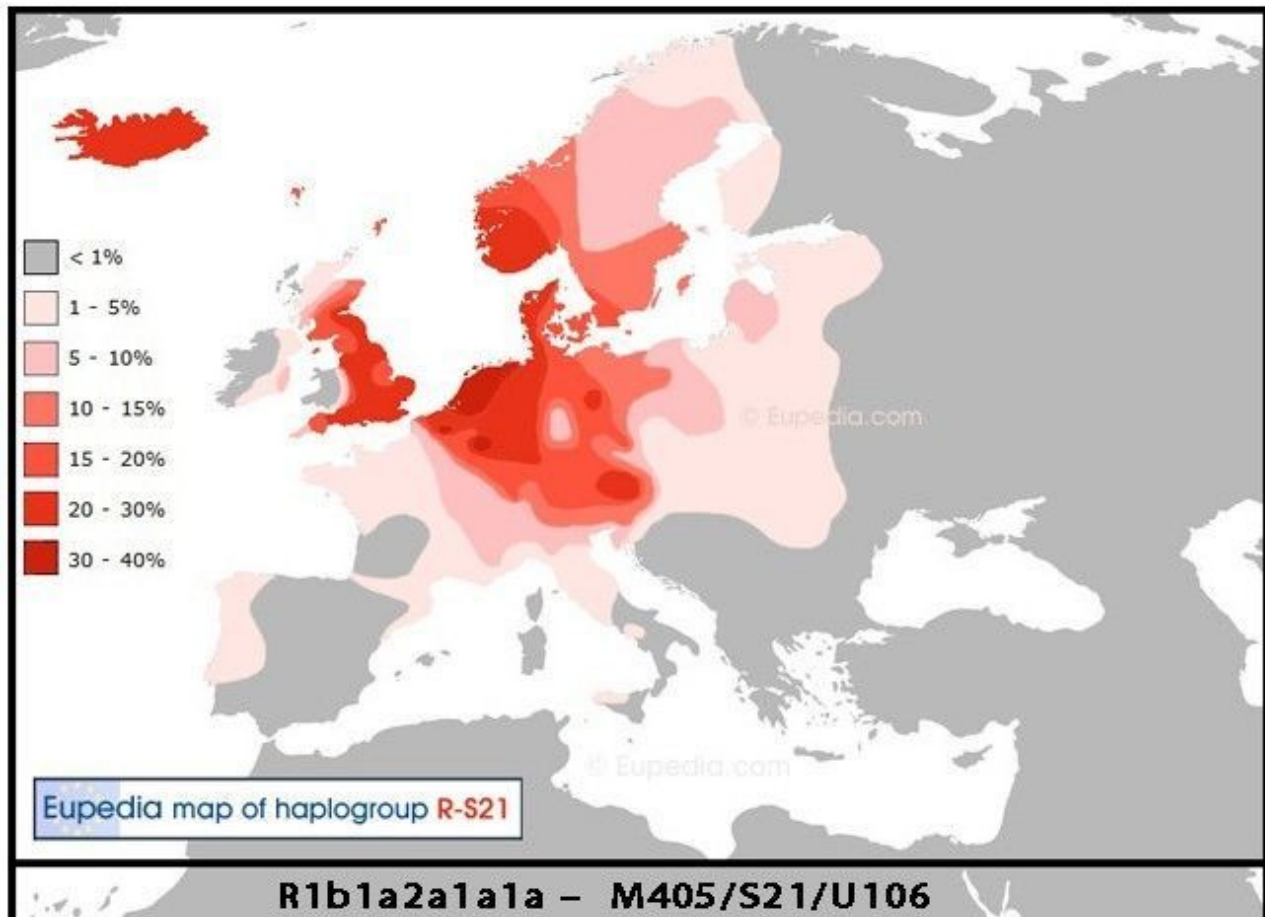 < 1%
1 - 5%
5 - 10%
10 - 15%
15 - 20%
20 - 30%
30 - 40%
© Eupedia.com
© Eupedia.com
Eupedia map of haplogroup R-S21
R1b1a2a1a1a – M405/S21/U106